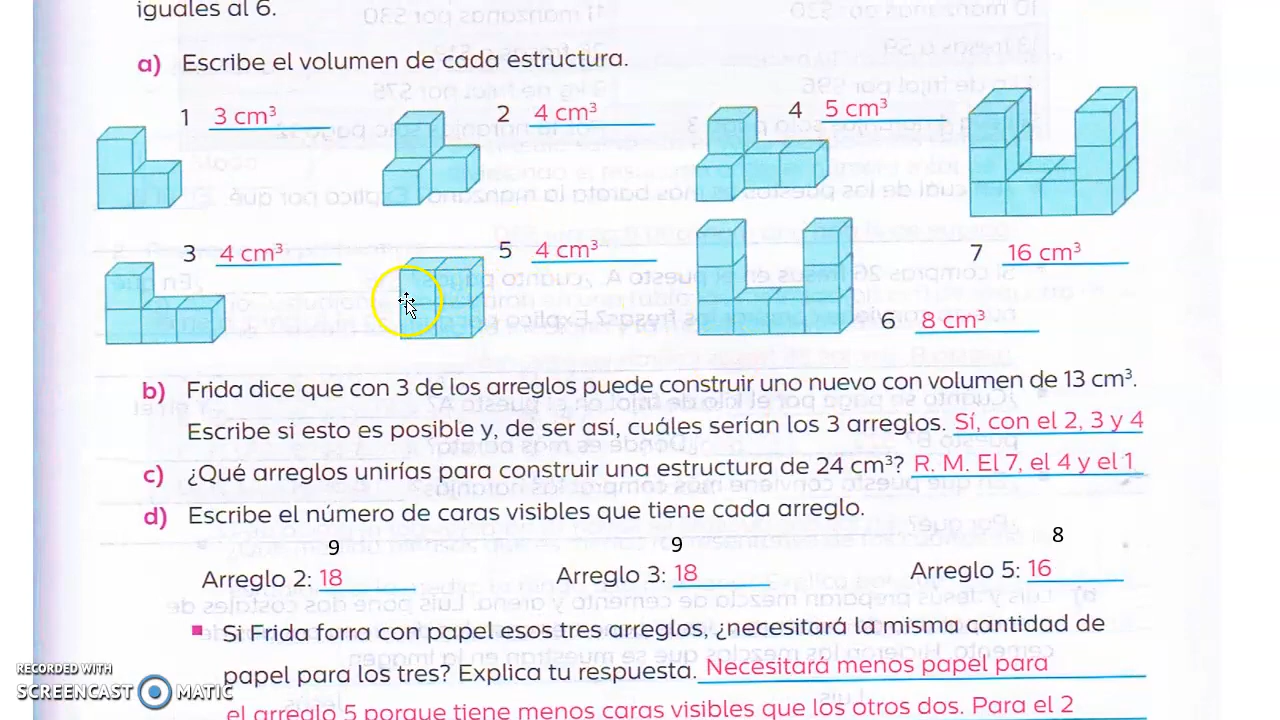 iguales al 6.
a) Escribe el volumen de cada estructura.
1 3 cm³
2 4 cm³
4 5 cm³
3 4 cm³
5 4 cm³
7 16 cm³
6 8 cm³
b) Frida dice que con 3 de los arreglos puede construir uno nuevo con volumen de 13 cm³.
Escribe si esto es posible y, de ser así, cuáles serían los 3 arreglos. Sí, con el 2, 3 y 4
c) ¿Qué arreglos unirías para construir una estructura de 24 cm³? R. M. El 7, el 4 y el 1
d) Escribe el número de caras visibles que tiene cada arreglo.
9 9 8
Arreglo 2: 18 Arreglo 3: 18 Arreglo 5: 16
Si Frida forra con papel esos tres arreglos, ¿necesitará la misma cantidad de
papel para los tres? Explica tu respuesta. Necesitará menos papel para
el arreglo 5 porque tiene menos caras visibles que los otros dos. Para el 2
RECORDED WITH
SCREENCAST MATIC